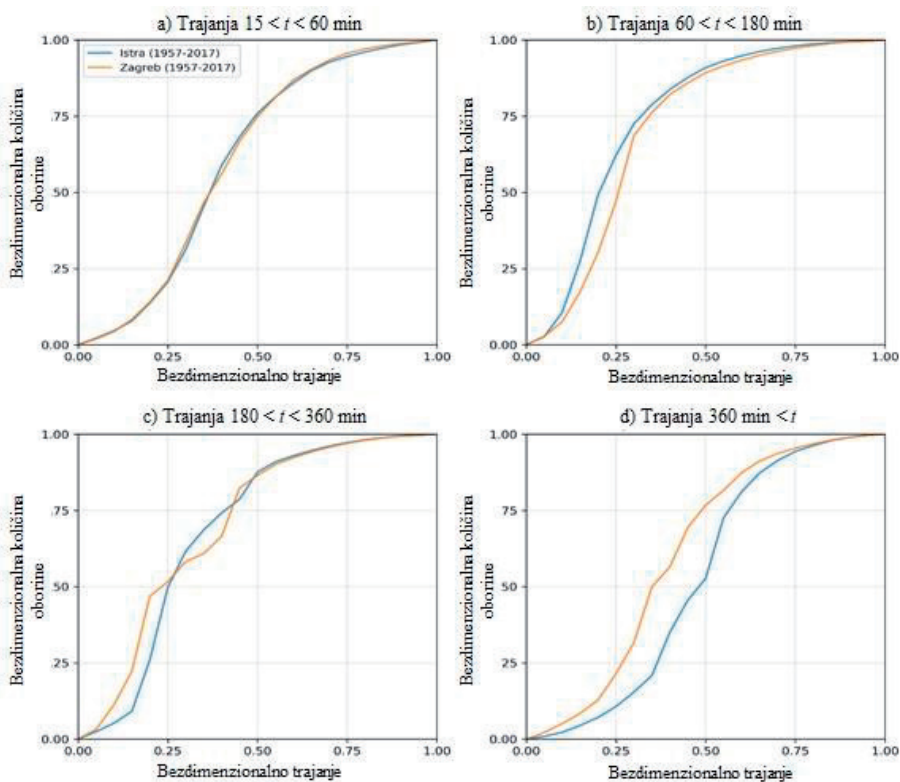 a) Trajanja 15 < t < 60 min
1.00
.75
.50
.25
0.00
0.00 0.25 0.50 0.75 1.00
Istra (1957-2017)
Zagreb (1957-2017)
Bezdimenzionalna količina
oborine
Bezdimenzionalno trajanje
b) Trajanja 60 < t < 180 min
1.00
.75
.50
.25
0.00
0.00 0.25 0.50 0.75 1.00
Bezdimenzionalna količina
oborine
Bezdimenzionalno trajanje
c) Trajanja 180 < t < 360 min
1.00
.75
.50
.25
0.00
0.00 0.25 0.50 0.75 1.00
Bezdimenzionalna količina
oborine
Bezdimenzionalno trajanje
d) Trajanja 360 min < t
1.00
.75
.50
.25
0.00
0.00 0.25 0.50 0.75 1.00
Bezdimenzionalna količina
oborine
Bezdimenzionalno trajanje